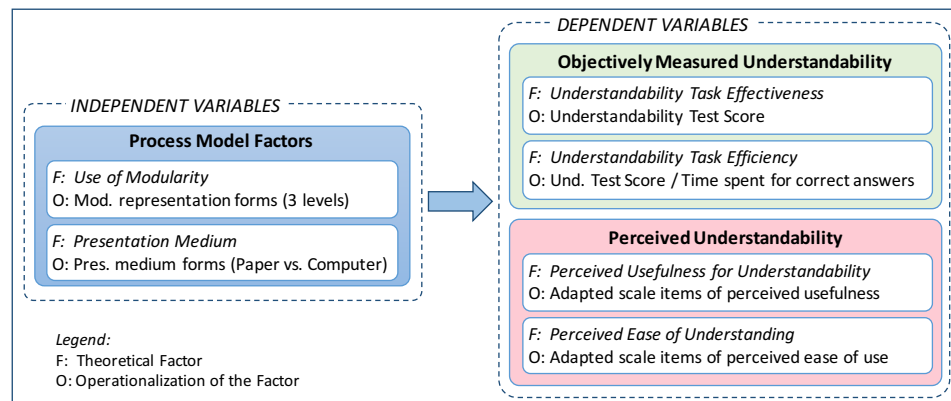 INDEPENDENT VARIABLES
Process Model Factors
F: Use of Modularity
O: Mod. representation forms (3 levels)
F: Presentation Medium
O: Pres. medium forms (Paper vs. Computer)
Legend:
F: Theoretical Factor
O: Operationalization of the Factor
DEPENDENT VARIABLES
Objectively Measured Understandability
F: Understandability Task Effectiveness
O: Understandability Test Score
F: Understandability Task Efficiency
O: Und. Test Score / Time spent for correct answers
Perceived Understandability
F: Perceived Usefulness for Understandability
O: Adapted scale items of perceived usefulness
F: Perceived Ease of Understanding
O: Adapted scale items of perceived ease of use